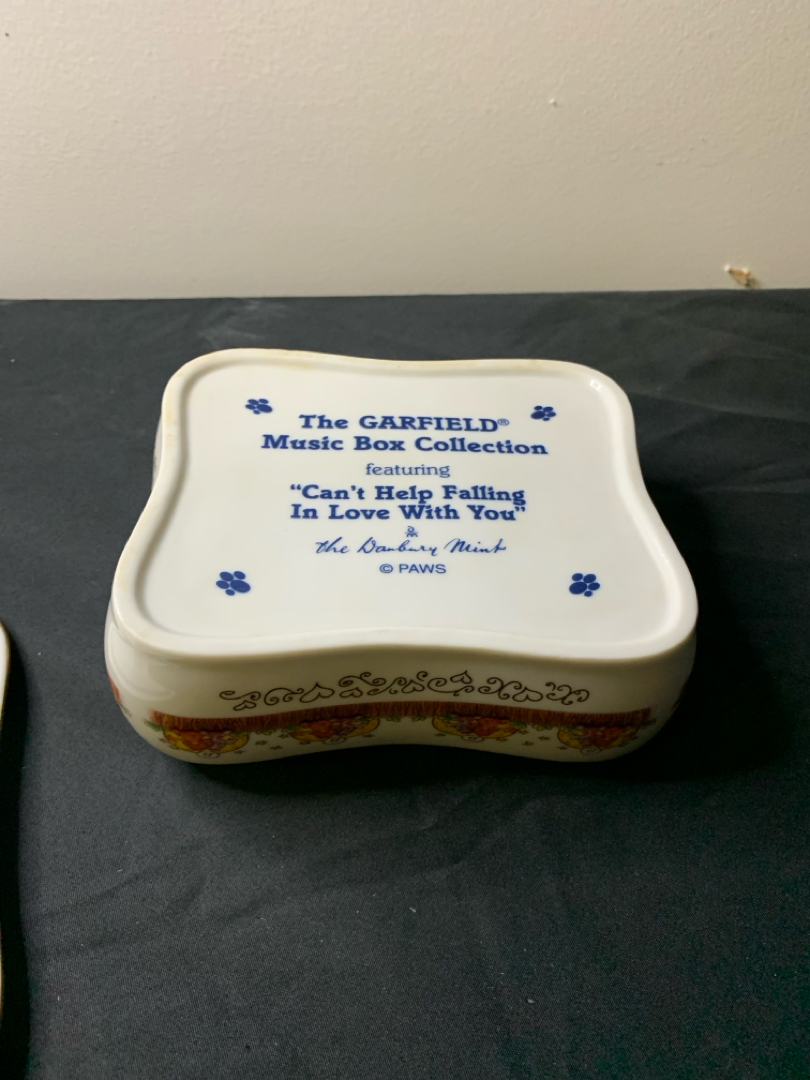 The GARFIELD®
Music Box Collection
featuring
“Can't Help Falling
In Love With You”
the Danbury Mint
© PAWS